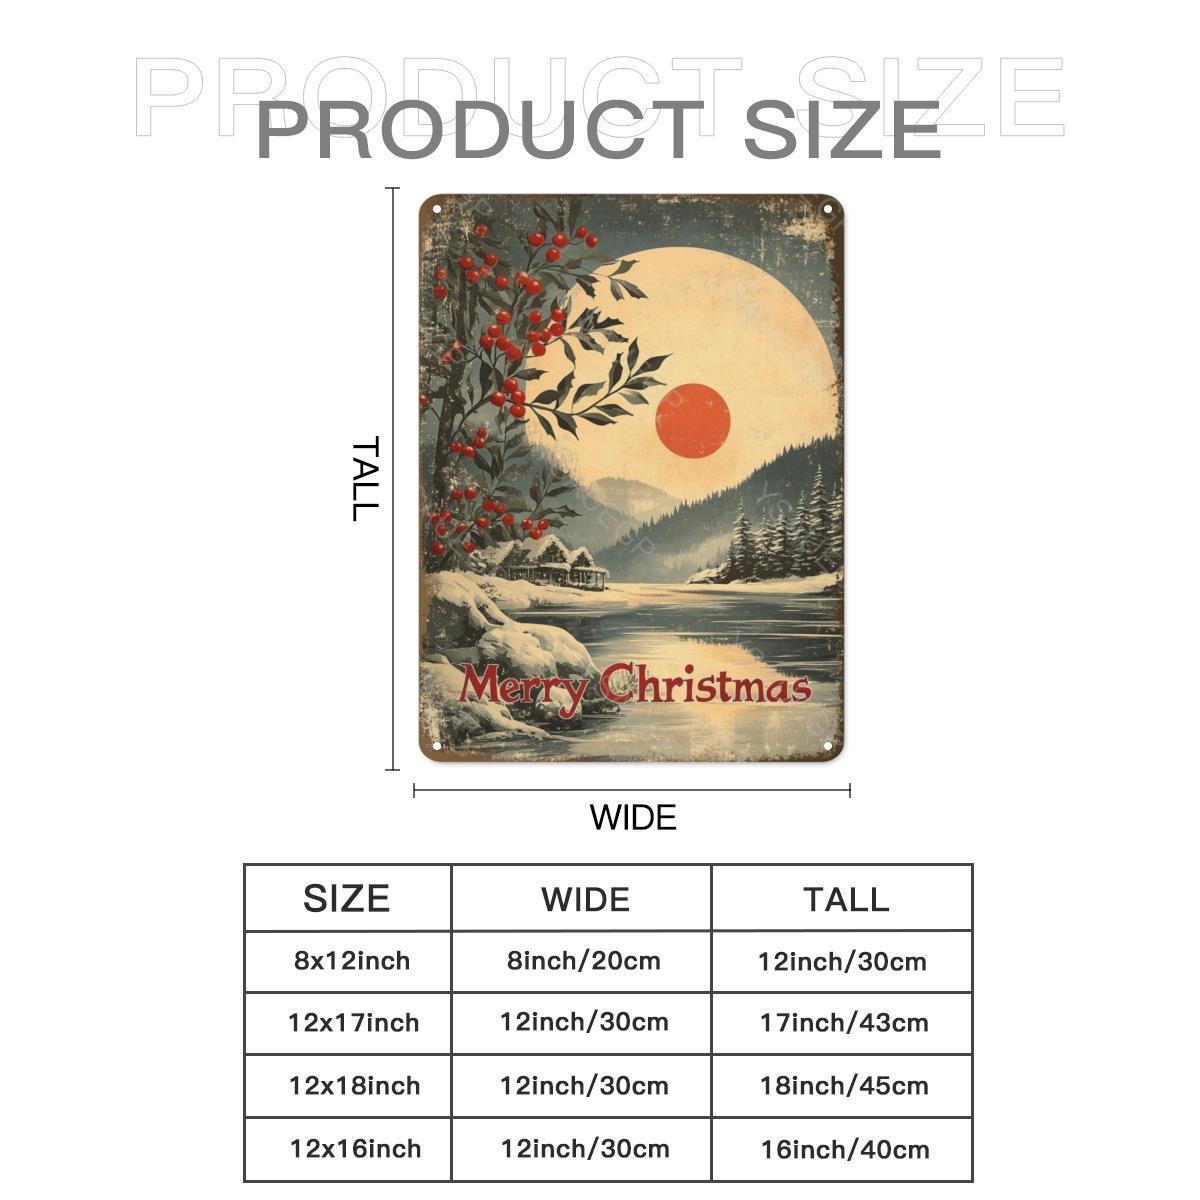 PRODUCT SIZE
PRODUCT SIZE
TALL
Merry Christmas
WIDE
SIZE WIDE TALL
8x12inch 8inch/20cm 12inch/30cm
12x17inch 12inch/30cm 17inch/43cm
12x18inch 12inch/30cm 18inch/45cm
12x16inch 12inch/30cm 16inch/40cm